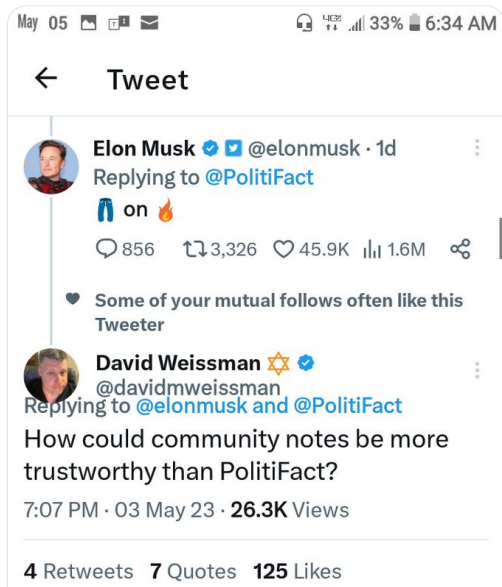 May 05 33% 6:34 AM
Tweet
Elon Musk @elonmusk · 1d
Replying to @PolitiFact
👖 on 🔥
856 3,326 45.9K 1.6M
Some of your mutual follows often like this
Tweeter
David Weissman ✡
@davidmweissman
Replying to @elonmusk and @PolitiFact
How could community notes be more
trustworthy than PolitiFact?
7:07 PM · 03 May 23 · 26.3K Views
4 Retweets 7 Quotes 125 Likes